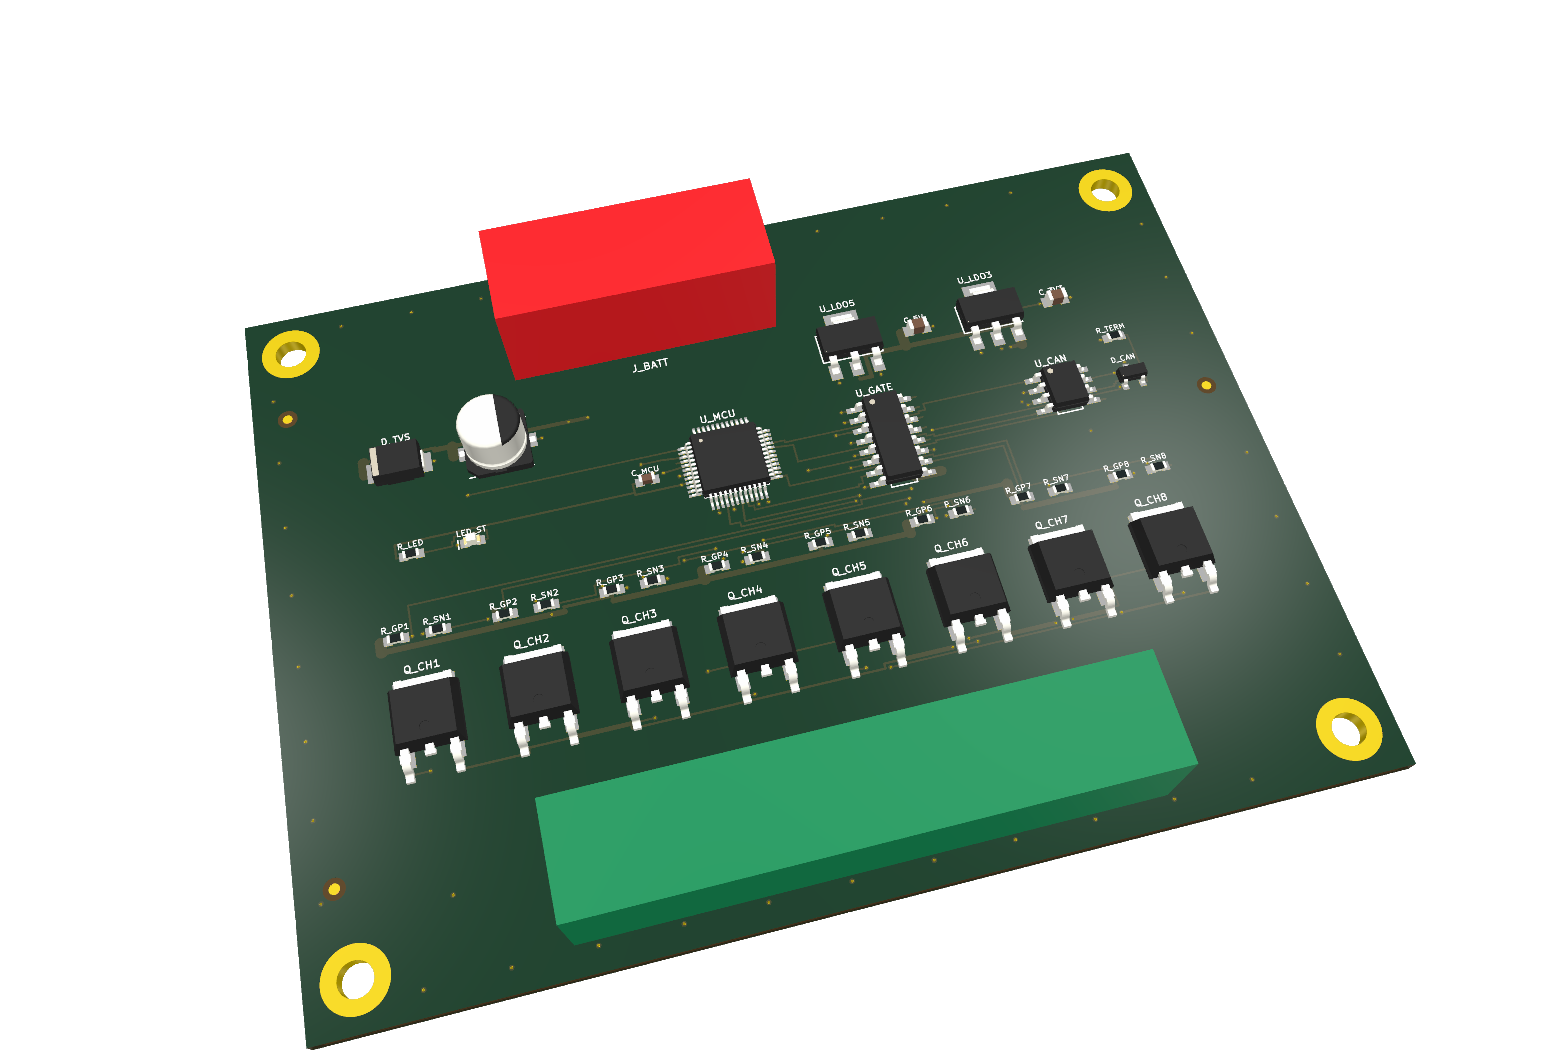 U_LDO3
U_LDO5
R_TERM
D_CAN
U_CAN
J_BATT
U_GATE
U_MCU
D_TVS
C_MCU
LED_ST
R_LED
R_GP8
R_SN8
R_GP7
R_SN7
R_GP6
R_SN6
R_GP5
R_SN5
R_GP4
R_SN4
R_GP3
R_SN3
R_GP2
R_SN2
R_GP1
R_SN1
Q_CH8
Q_CH7
Q_CH6
Q_CH5
Q_CH4
Q_CH3
Q_CH2
Q_CH1